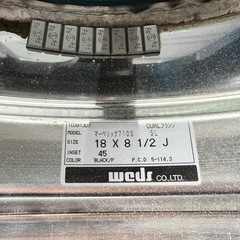 MODEL マーベリック710S SL
SIZE 18 X 8 1/2 J
INSET 45
COLOR BLACK/P P.C.D 5-114.3
weds CO.,LTD.